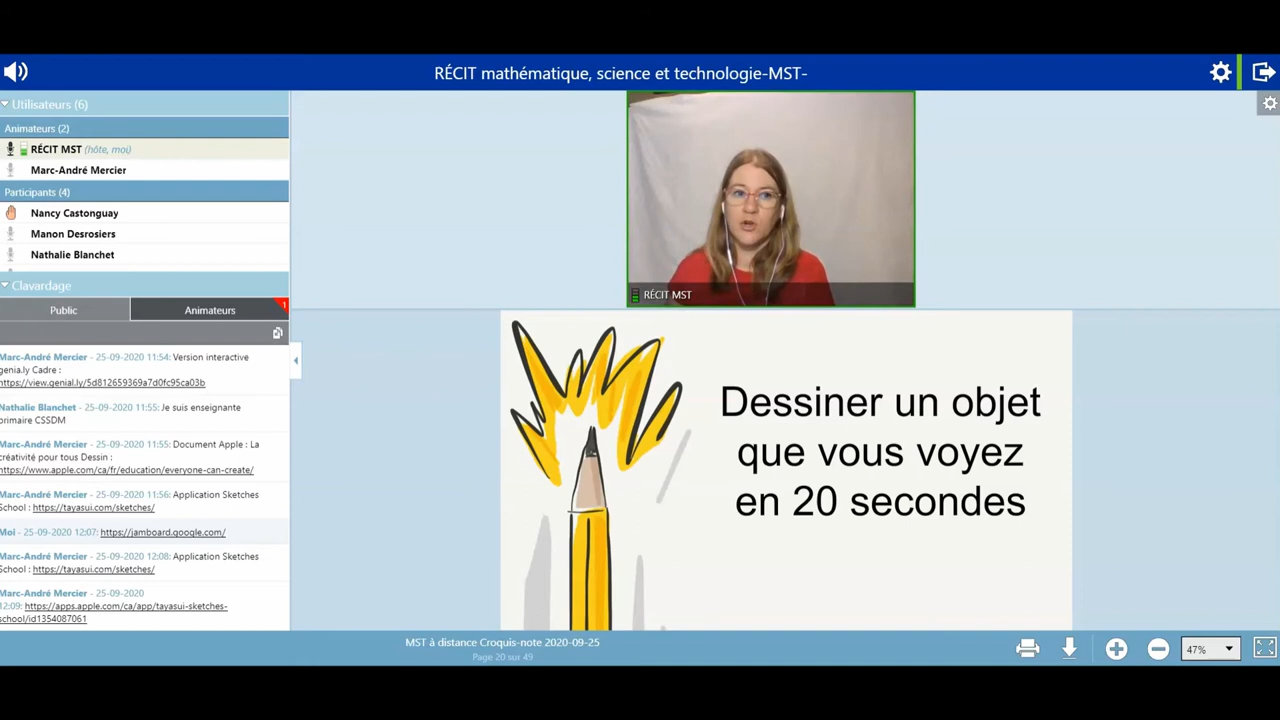 RÉCIT mathématique, science et technologie-MST-
Utilisateurs (6)
Animateurs (2)
RÉCIT MST (hôte, moi)
Marc-André Mercier
Participants (4)
Nancy Castonguay
Manon Desrosiers
Nathalie Blanchet
Clavardage
Public
Animateurs
1
Marc-André Mercier - 25-09-2020 11:54: Version interactive
genia.ly Cadre :
https://view.genial.ly/5d812659369a7d0fc95ca03b
Nathalie Blanchet - 25-09-2020 11:55: Je suis enseignante
primaire CSSDM
Marc-André Mercier - 25-09-2020 11:55: Document Apple : La
créativité pour tous Dessin :
https://www.apple.com/ca/fr/education/everyone-can-create/
Marc-André Mercier - 25-09-2020 11:56: Application Sketches
School : https://tayasui.com/sketches/
Moi - 25-09-2020 12:07: https://jamboard.google.com/
Marc-André Mercier - 25-09-2020 12:08: Application Sketches
School : https://tayasui.com/sketches/
Marc-André Mercier - 25-09-2020
12:09: https://apps.apple.com/ca/app/tayasui-sketches-
school/id1354087061
RÉCIT MST
Dessiner un objet
que vous voyez
en 20 secondes
MST à distance Croquis-note 2020-09-25
Page 20 sur 49
47%